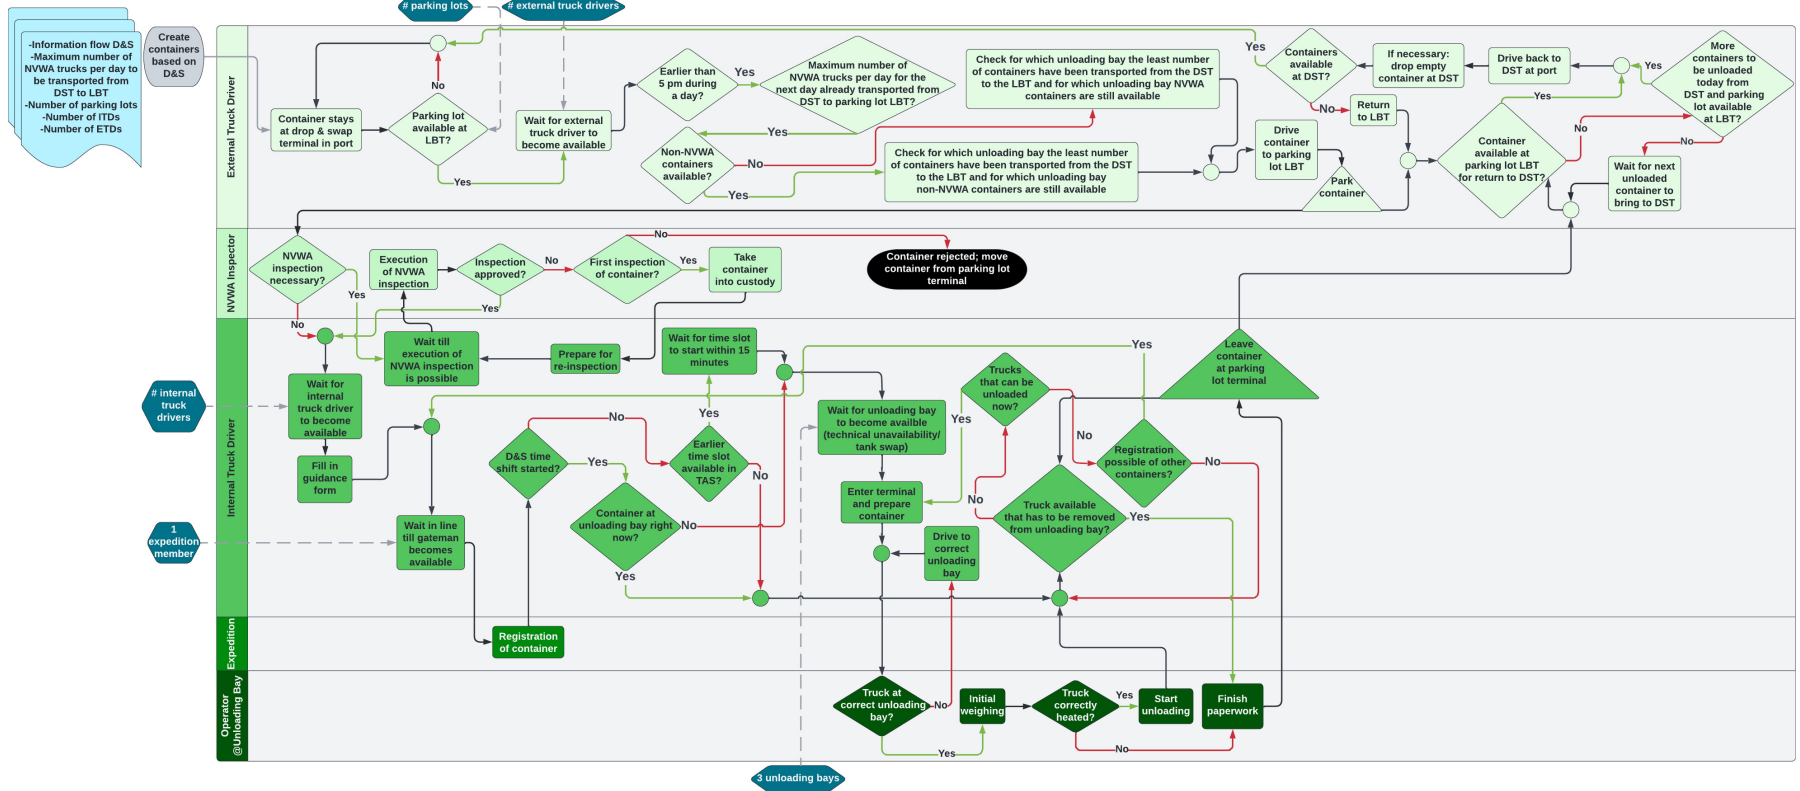 # parking lots
# external truck drivers
-Information flow D&S
-Maximum number of
NVWA trucks per day to
be transported from
DST to LBT
-Number of parking lots
-Number of ITDs
-Number of ETDs
Create
containers
based on
D&S
External Truck Driver
Container stays
at drop & swap
terminal in port
No
Parking lot
available at
LBT?
Yes
Wait for external
truck driver to
become available
Earlier than
5 pm during
a day?
Yes
Maximum number of
NVWA trucks per day for the
next day already transported from
DST to parking lot LBT?
Yes
Non-NVWA
containers
available?
No
Yes
Check for which unloading bay the least number
of containers have been transported from the DST
to the LBT and for which unloading bay NVWA
containers are still available
Check for which unloading bay the least number
of containers have been transported from the DST
to the LBT and for which unloading bay
non-NVWA containers are still available
Drive
container
to parking
lot LBT
Park
container
Yes
Containers
available
at DST?
No
Return
to LBT
If necessary:
drop empty
container at DST
Drive back to
DST at port
Yes
More
containers to
be unloaded
today from
DST and parking
lot available
at LBT?
Yes
No
No
Container
available at
parking lot LBT
for return to DST?
Wait for next
unloaded
container to
bring to DST
NVWA Inspector
NVWA
inspection
necessary?
Yes
No
Execution
of NVWA
inspection
Inspection
approved?
No
Yes
First inspection
of container?
No
Yes
Take
container
into custody
Container rejected; move
container from parking lot
terminal
Internal Truck Driver
# internal
truck
drivers
Wait for
internal
truck driver
to become
available
Fill in
guidance
form
Wait till
execution of
NVWA inspection
is possible
Prepare for
re-inspection
Wait for time slot
to start within 15
minutes
Yes
No
D&S time
shift started?
Yes
Earlier
time slot
available in
TAS?
No
Container at
unloading bay right
now?
No
Yes
1
expedition
member
Wait in line
till gateman
becomes
available
Wait for unloading bay
to become availble
(technical unavailability/
tank swap)
Enter terminal
and prepare
container
Drive to
correct
unloading
bay
Yes
Trucks
that can be
unloaded
now?
No
No
Truck available
that has to be removed
from unloading bay?
Yes
Yes
Registration
possible of other
containers?
No
Leave
container
at parking
lot terminal
Expedition
Registration
of container
Operator
@Unloading Bay
Truck at
correct unloading
bay?
No
Yes
Initial
weighing
Truck
correctly
heated?
Yes
No
Start
unloading
Finish
paperwork
3 unloading bays